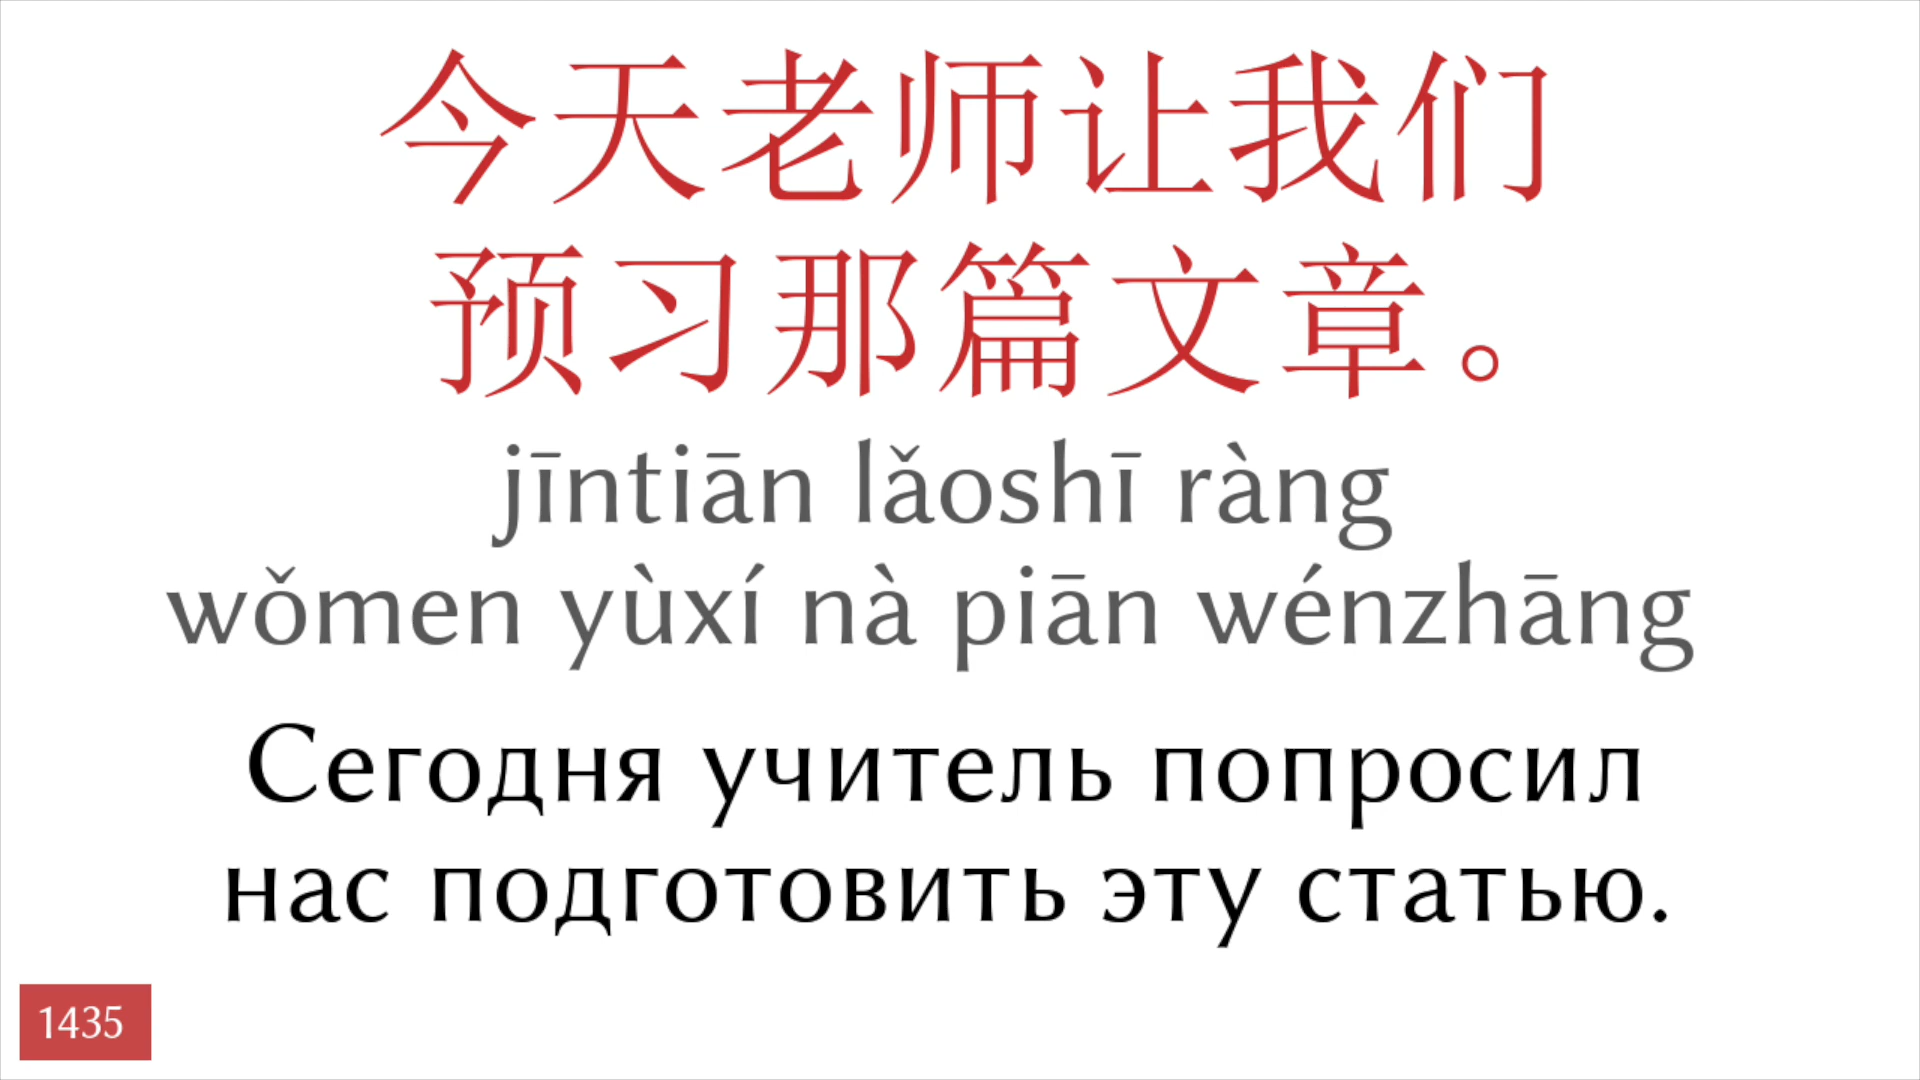 今天老师让我们
预习那篇文章。
jīntiān lǎoshī ràng
wǒmen yùxí nà piān wénzhāng
Сегодня учитель попросил
нас подготовить эту статью.
1435